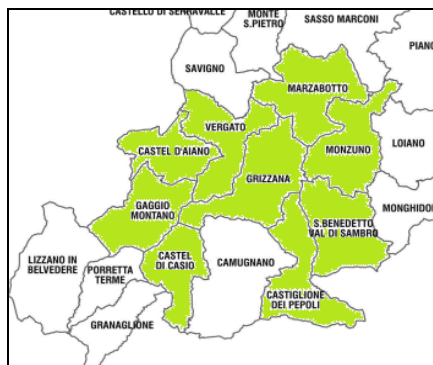 CASTELLO DI SERRAVALLE
MONTE
S.PIETRO
SASSO MARCONI
SAVIGNO
MARZABOTTO
VERGATO
CASTEL D'AIANO
MONZUNO
LOIANO
GRIZZANA
GAGGIO
MONTANO
S.BENEDETTO
VAL DI SAMBRO
MONGHIDOR
LIZZANO IN
BELVEDERE
PORRETTA
TERME
CASTEL
DI CASIO
CAMUGNANO
CASTIGLIONE
DEI PEPOLI
GRANAGLIONE
PIANO